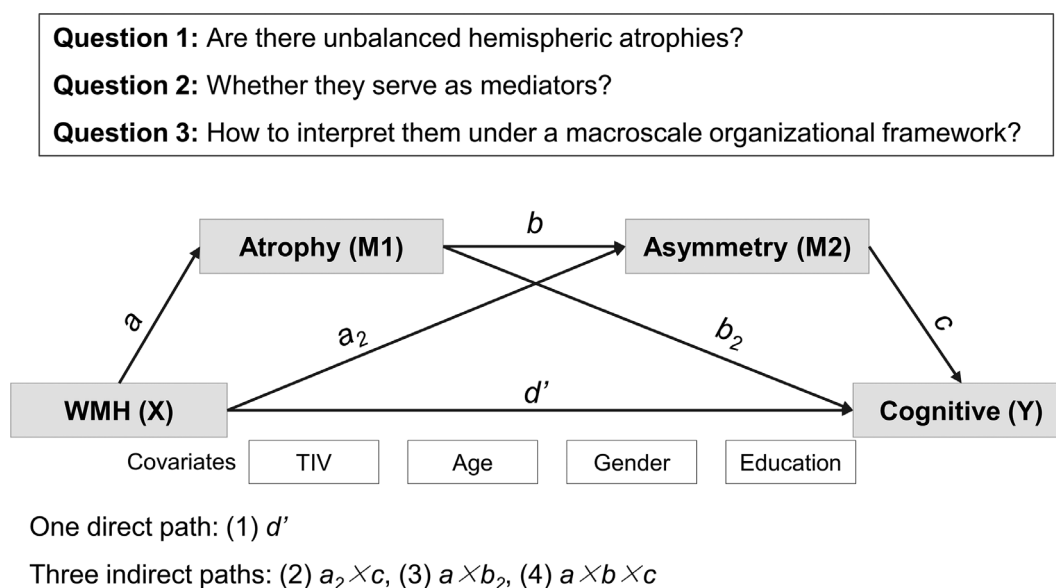 Question 1: Are there unbalanced hemispheric atrophies?
Question 2: Whether they serve as mediators?
Question 3: How to interpret them under a macroscale organizational framework?
b
Atrophy (M1)
Asymmetry (M2)
a
a₂
b₂
c
d’
WMH (X)
Cognitive (Y)
Covariates
TIV
Age
Gender
Education
One direct path: (1) d’
Three indirect paths: (2) a₂×c, (3) a×b₂, (4) a×b×c